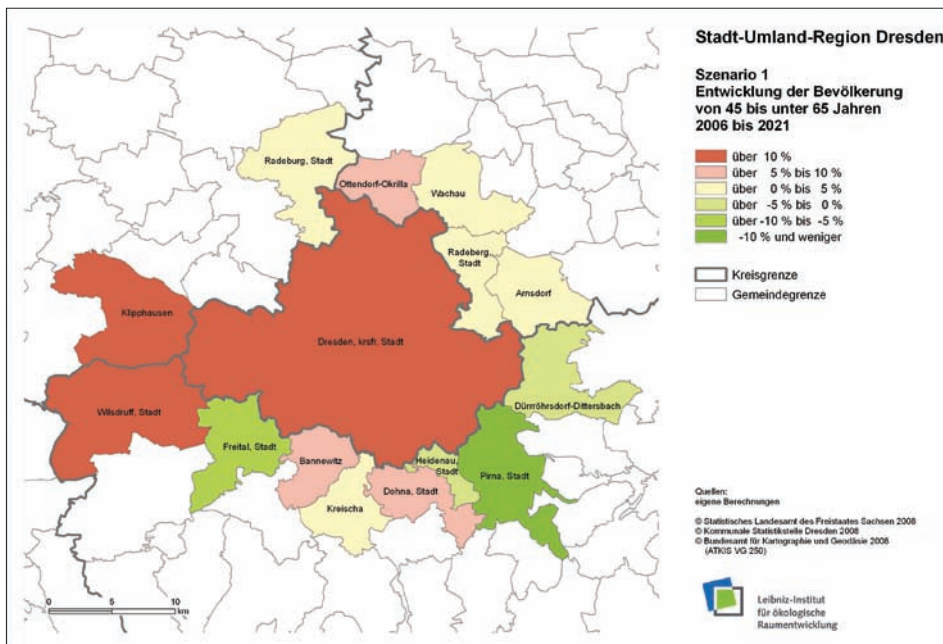 Stadt-Umland-Region Dresden
Szenario 1
Entwicklung der Bevölkerung
von 45 bis unter 65 Jahren
2006 bis 2021
über 10 %
über 5 % bis 10 %
über 0 % bis 5 %
über -5 % bis 0 %
über -10 % bis -5 %
-10 % und weniger
Kreisgrenze
Gemeindegrenze
Radeburg, Stadt
Ottendorf-Okrilla
Wachau
Radeberg,
Stadt
Arnsdorf
Klipphausen
Dresden, krsfr. Stadt
Wilsdruff, Stadt
Dürrröhrsdorf-Dittersbach
Freital, Stadt
Bannewitz
Heidenau,
Stadt
Pirna, Stadt
Kreischa
Dohna, Stadt
Quellen:
eigene Berechnungen
© Statistisches Landesamt des Freistaates Sachsen 2008
© Kommunale Statistikstelle Dresden 2008
© Bundesamt für Kartographie und Geodäsie 2008
(ATKIS VG 250)
0 5 10
km
Leibniz-Institut
für ökologische
Raumentwicklung